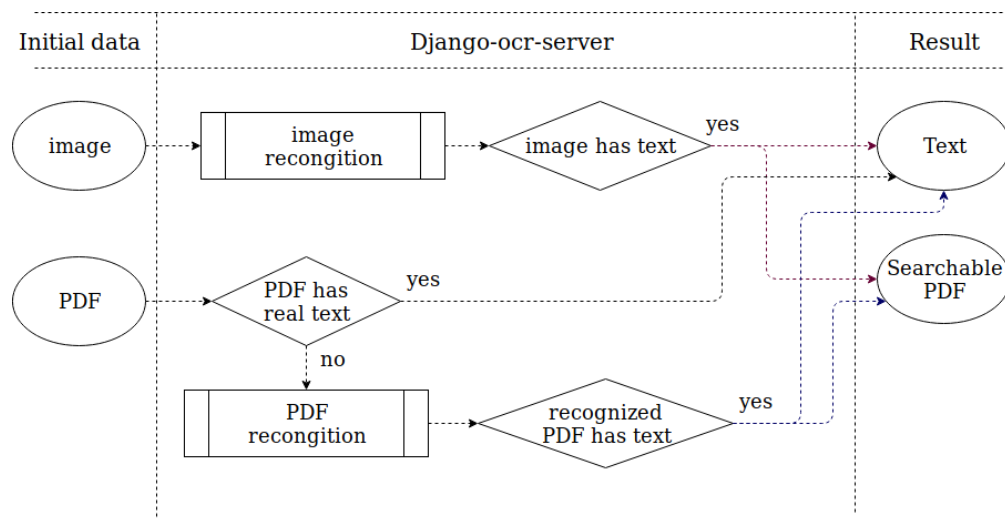 Initial data
Django-ocr-server
Result
image
image
recongition
image has text
yes
Text
PDF
PDF has
real text
yes
Searchable
PDF
no
PDF
recongition
recognized
PDF has text
yes